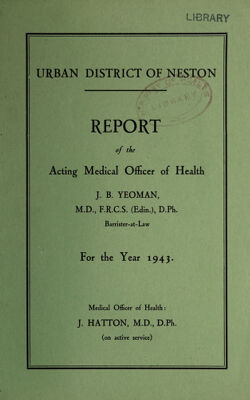 LIBRARY
URBAN DISTRICT OF NESTON
LIBRARY
REPORT
of the
Acting Medical Officer of Health
J. B. YEOMAN,
M.D., F.R.C.S. (Edin.), D.Ph.
Barrister-at-Law
For the Year 1943.
Medical Officer of Health:
J. HATTON, M.D., D.Ph.
(on active service)